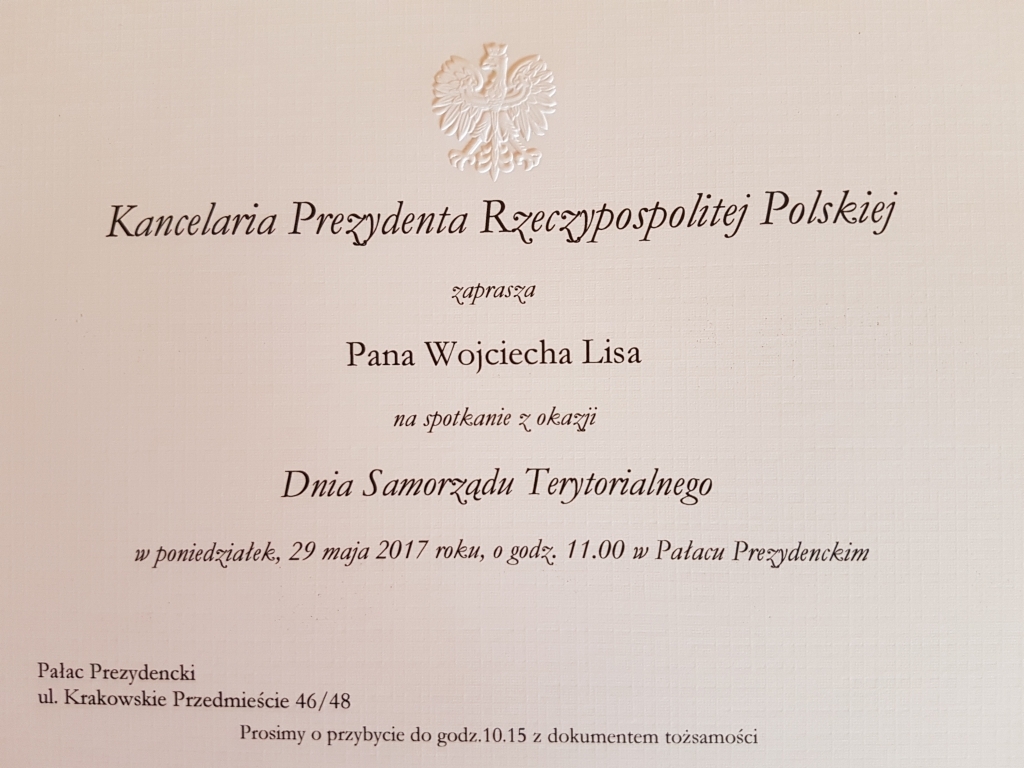 Kancelaria Prezydenta Rzeczypospolitej Polskiej
zaprasza
Pana Wojciecha Lisa
na spotkanie z okazji
Dnia Samorządu Terytorialnego
w poniedziałek, 29 maja 2017 roku, o godz. 11.00 w Pałacu Prezydenckim
Pałac Prezydencki
ul. Krakowskie Przedmieście 46/48
Prosimy o przybycie do godz.10.15 z dokumentem tożsamości